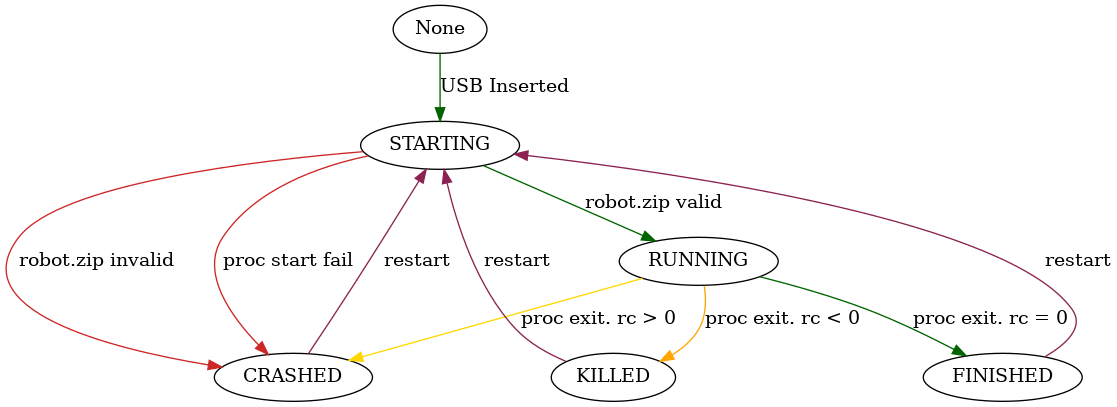 None
USB Inserted
STARTING
robot.zip valid
robot.zip invalid
proc start fail
restart
restart
RUNNING
restart
proc exit. rc > 0
proc exit. rc < 0
proc exit. rc = 0
CRASHED
KILLED
FINISHED